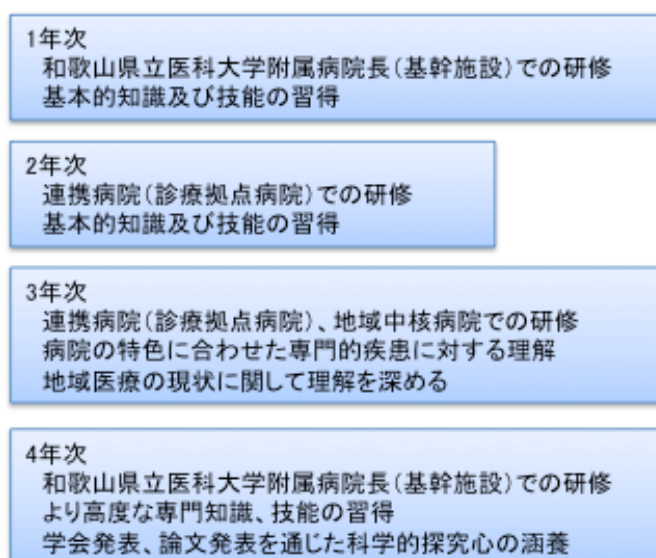 1年次
和歌山県立医科大学附属病院長(基幹施設)での研修
基本的知識及び技能の習得
2年次
連携病院(診療拠点病院)での研修
基本的知識及び技能の習得
3年次
連携病院(診療拠点病院)、地域中核病院での研修
病院の特色に合わせた専門的疾患に対する理解
地域医療の現状に関して理解を深める
4年次
和歌山県立医科大学附属病院長(基幹施設)での研修
より高度な専門知識、技能の習得
学会発表、論文発表を通じた科学的探究心の涵養